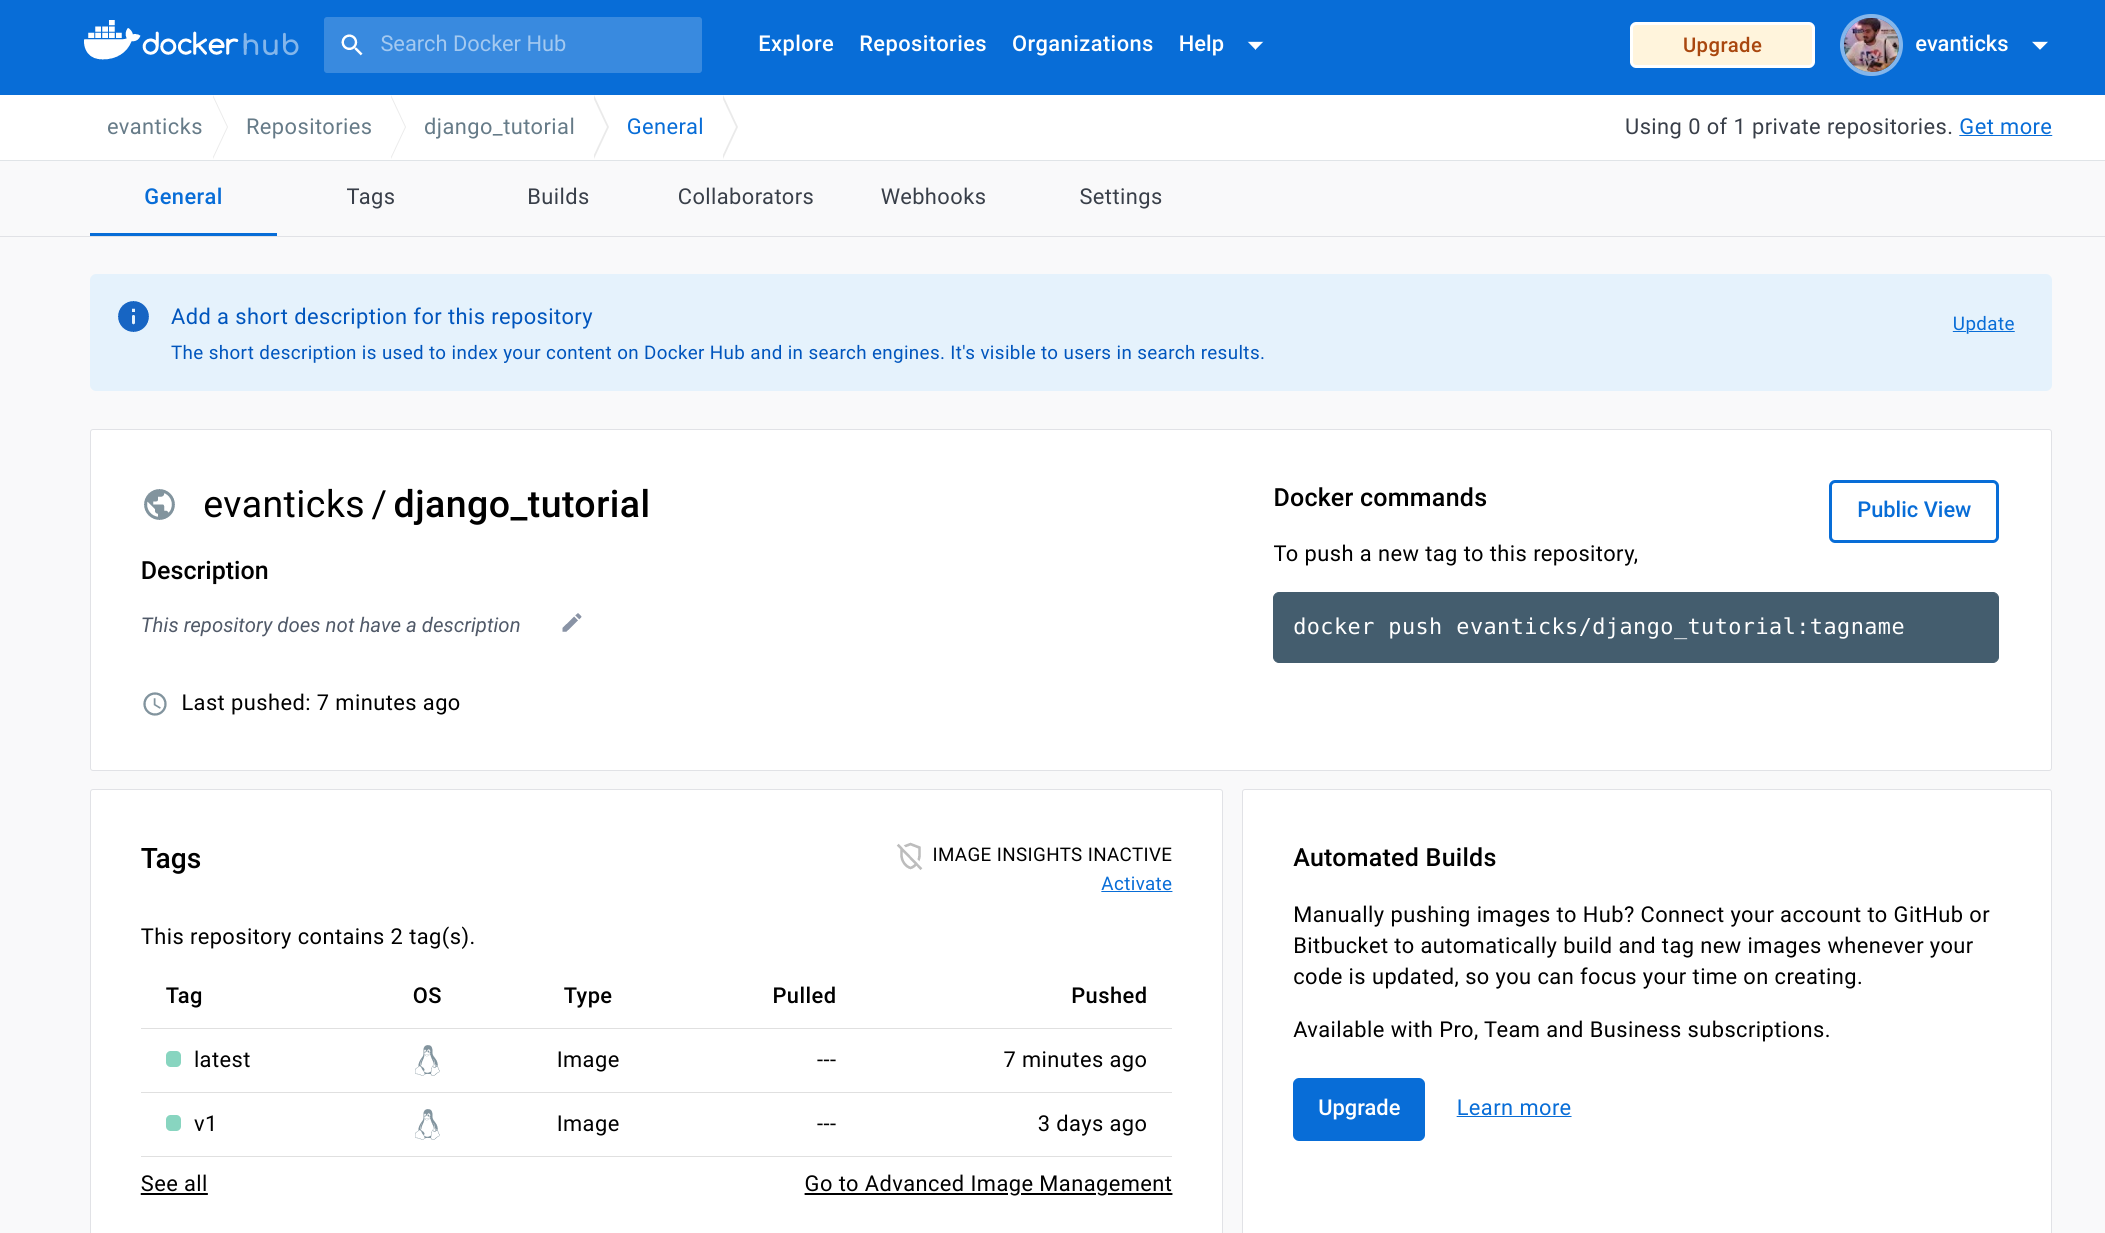 docker hub
Search Docker Hub
Explore Repositories Organizations Help
Upgrade
evanticks
evanticks Repositories django_tutorial General
Using 0 of 1 private repositories. Get more
General Tags Builds Collaborators Webhooks Settings
Add a short description for this repository
The short description is used to index your content on Docker Hub and in search engines. It's visible to users in search results.
Update
evanticks / django_tutorial
Description
This repository does not have a description
Last pushed: 7 minutes ago
Docker commands
Public View
To push a new tag to this repository,
docker push evanticks/django_tutorial:tagname
Tags
IMAGE INSIGHTS INACTIVE
Activate
This repository contains 2 tag(s).
Tag OS Type Pulled Pushed
latest Image --- 7 minutes ago
v1 Image --- 3 days ago
See all
Go to Advanced Image Management
Automated Builds
Manually pushing images to Hub? Connect your account to GitHub or
Bitbucket to automatically build and tag new images whenever your
code is updated, so you can focus your time on creating.
Available with Pro, Team and Business subscriptions.
Upgrade
Learn more